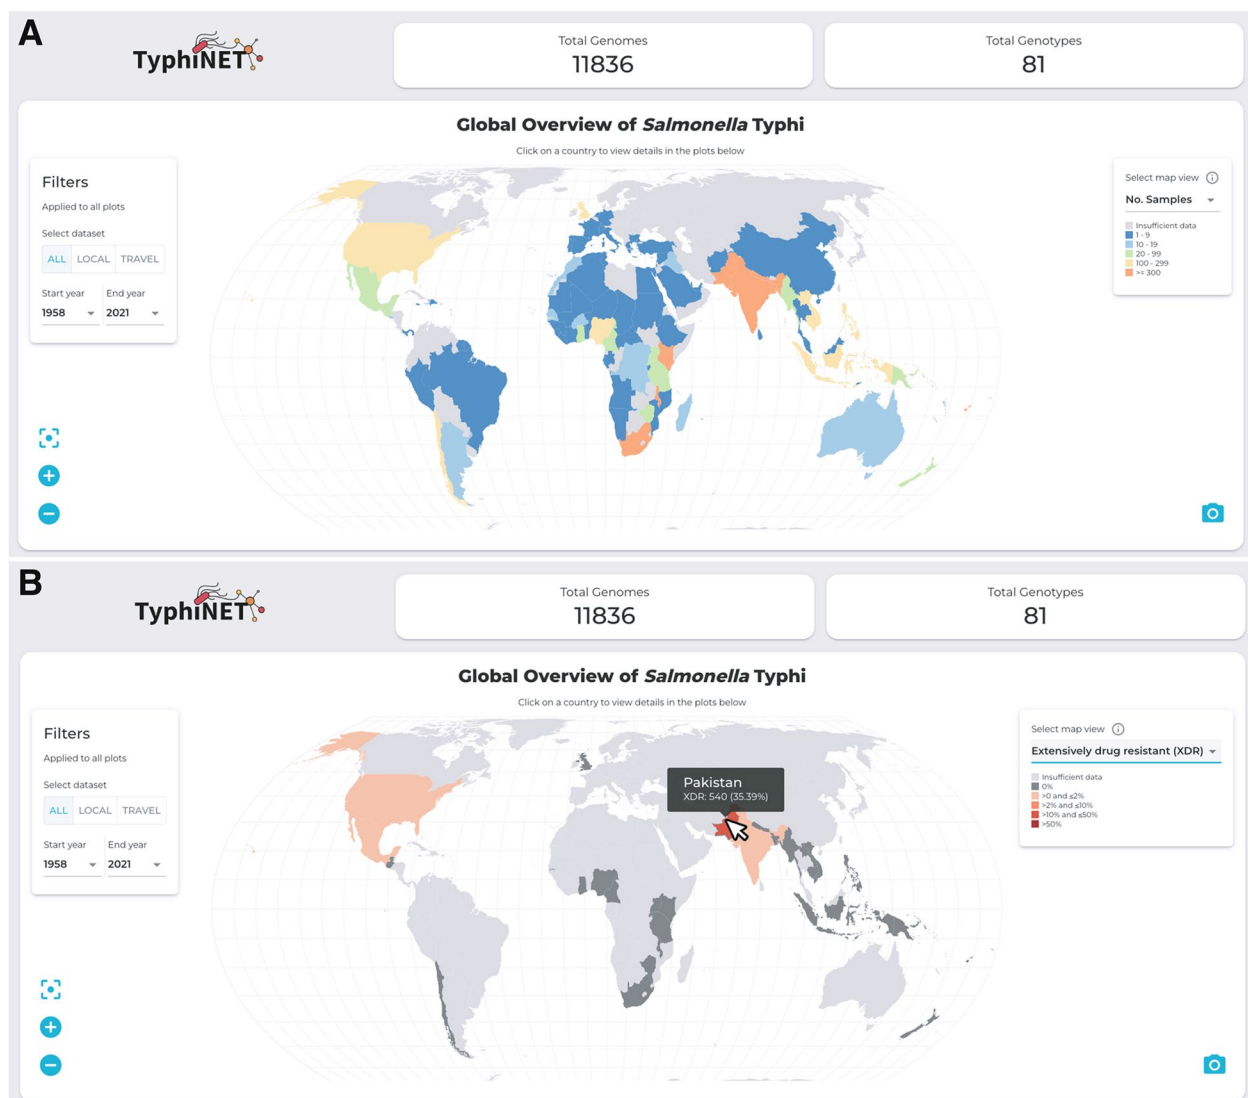 A
TyphiNET
Total Genomes
11836
Total Genotypes
81
Global Overview of Salmonella Typhi
Click on a country to view details in the plots below
Filters
Applied to all plots
Select dataset
ALL LOCAL TRAVEL
Start year End year
1958 2021
Select map view
No. Samples
Insufficient data
1 - 9
10 - 19
20 - 99
100 - 299
>= 300
B
TyphiNET
Total Genomes
11836
Total Genotypes
81
Global Overview of Salmonella Typhi
Click on a country to view details in the plots below
Filters
Applied to all plots
Select dataset
ALL LOCAL TRAVEL
Start year End year
1958 2021
Pakistan
XDR: 540 (35.39%)
Select map view
Extensively drug resistant (XDR)
Insufficient data
0%
>0 and ≤2%
>2% and ≤10%
>10% and ≤50%
>50%